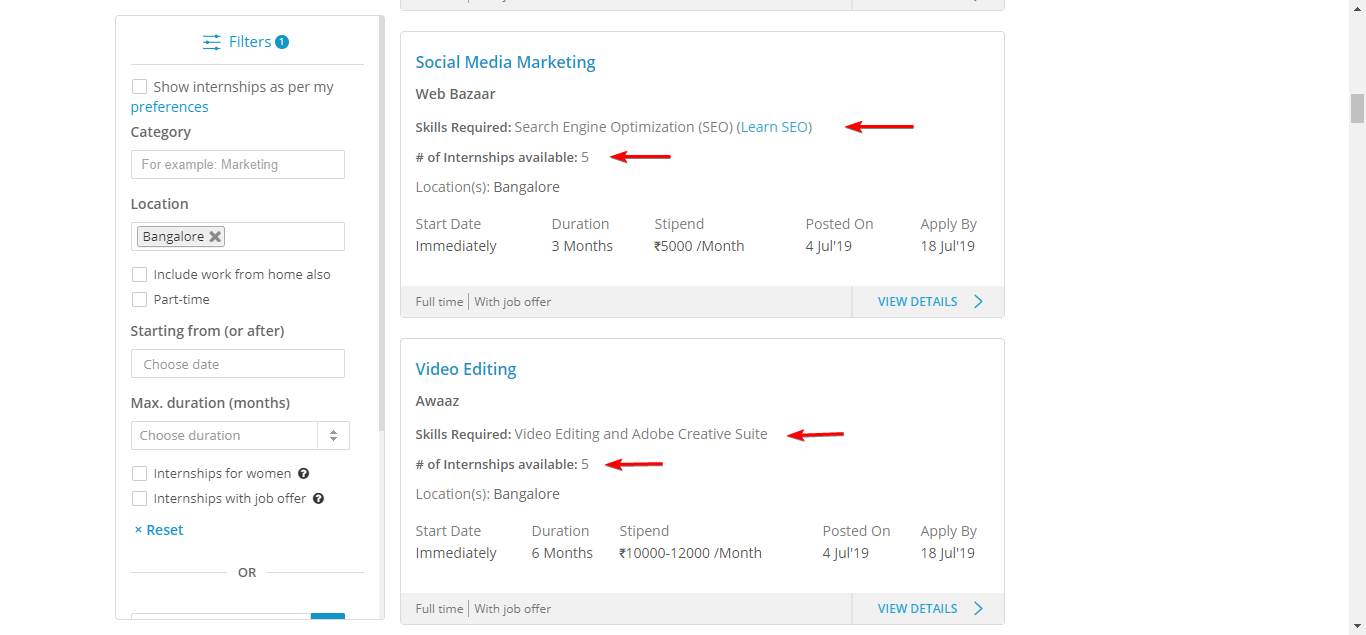 Filters 1
Show internships as per my
preferences
Category
For example: Marketing
Location
Bangalore
Include work from home also
Part-time
Starting from (or after)
Choose date
Max. duration (months)
Choose duration
Internships for women ?
Internships with job offer ?
× Reset
OR
Social Media Marketing
Web Bazaar
Skills Required: Search Engine Optimization (SEO) (Learn SEO)
# of Internships available: 5
Location(s): Bangalore
Start Date Duration Stipend Posted On Apply By
Immediately 3 Months ₹5000 /Month 4 Jul'19 18 Jul'19
Full time | With job offer VIEW DETAILS
Video Editing
Awaaz
Skills Required: Video Editing and Adobe Creative Suite
# of Internships available: 5
Location(s): Bangalore
Start Date Duration Stipend Posted On Apply By
Immediately 6 Months ₹10000-12000 /Month 4 Jul'19 18 Jul'19
Full time | With job offer VIEW DETAILS